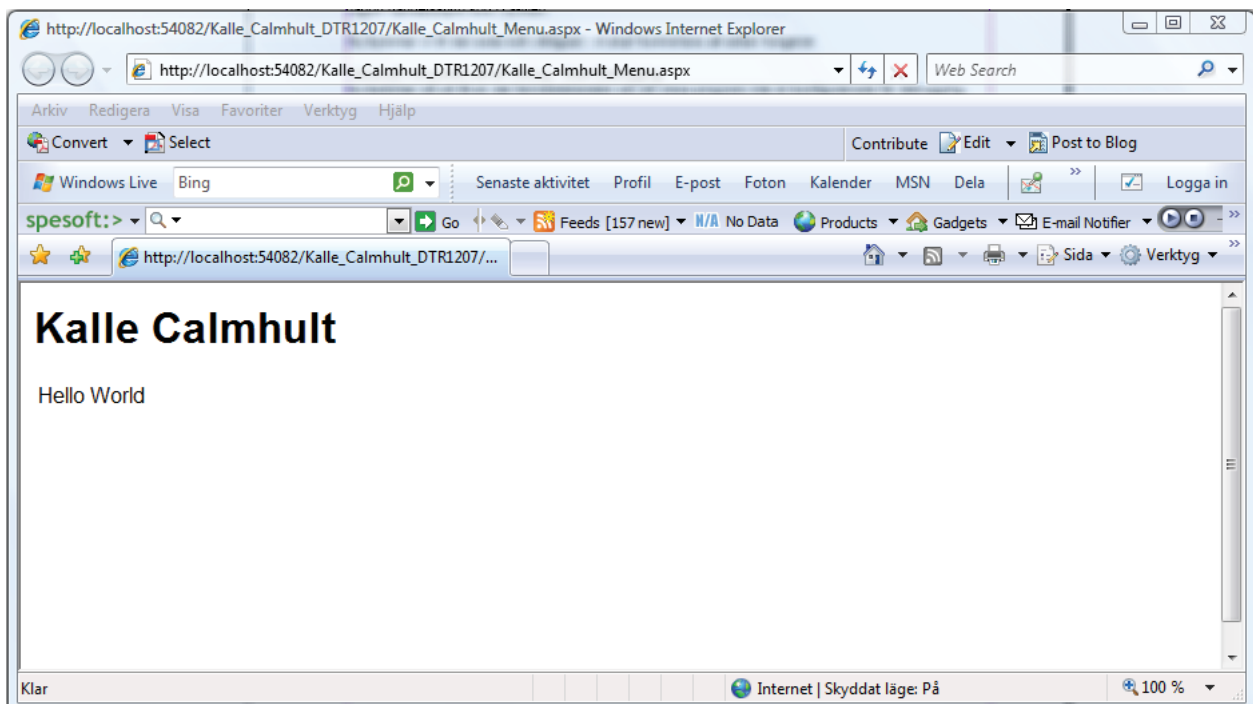 http://localhost:54082/Kalle_Calmhult_DTR1207/Kalle_Calmhult_Menu.aspx - Windows Internet Explorer
http://localhost:54082/Kalle_Calmhult_DTR1207/Kalle_Calmhult_Menu.aspx Web Search
Arkiv Redigera Visa Favoriter Verktyg Hjälp
Convert Select Contribute Edit Post to Blog
Windows Live Bing Senaste aktivitet Profil E-post Foton Kalender MSN Dela » Logga in
spesoft:> Go Feeds [157 new] N/A No Data Products Gadgets E-mail Notifier »
http://localhost:54082/Kalle_Calmhult_DTR1207/... Sida Verktyg »
Kalle Calmhult
Hello World
Klar Internet | Skyddat läge: På 100 %